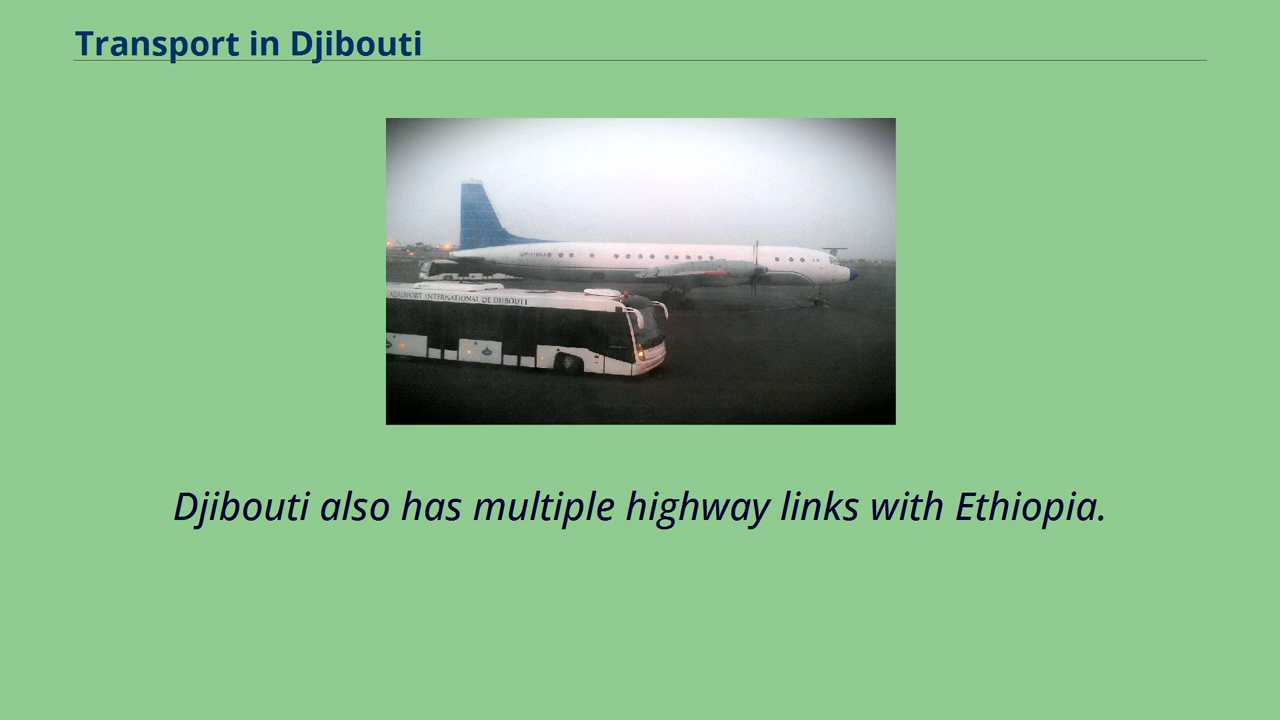 Transport in Djibouti
AEROPORT INTERNATIONAL DE DJIBOUTI
Djibouti also has multiple highway links with Ethiopia.